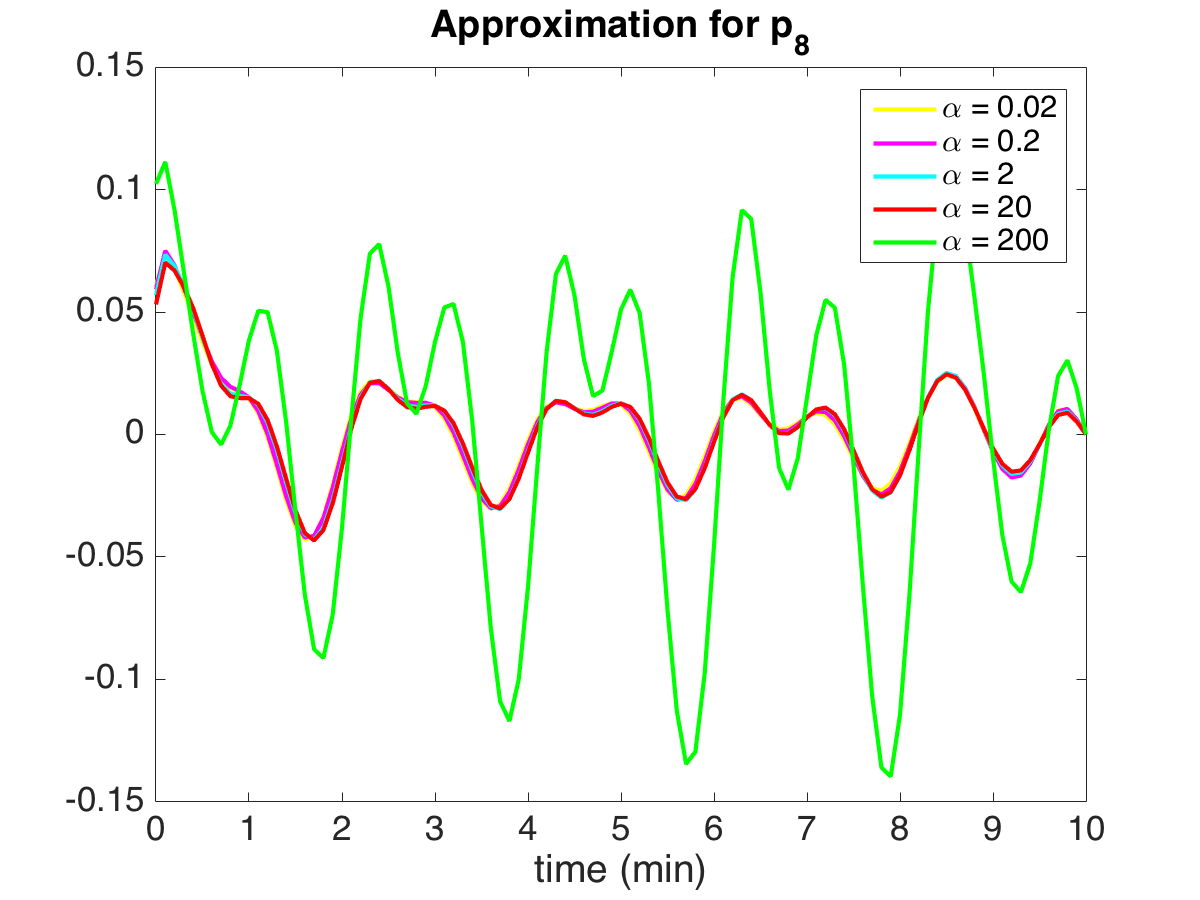 Approximation for p₈
0.15
0.1
0.05
0
-0.05
-0.1
-0.15
α = 0.02
α = 0.2
α = 2
α = 20
α = 200
0 1 2 3 4 5 6 7 8 9 10
time (min)